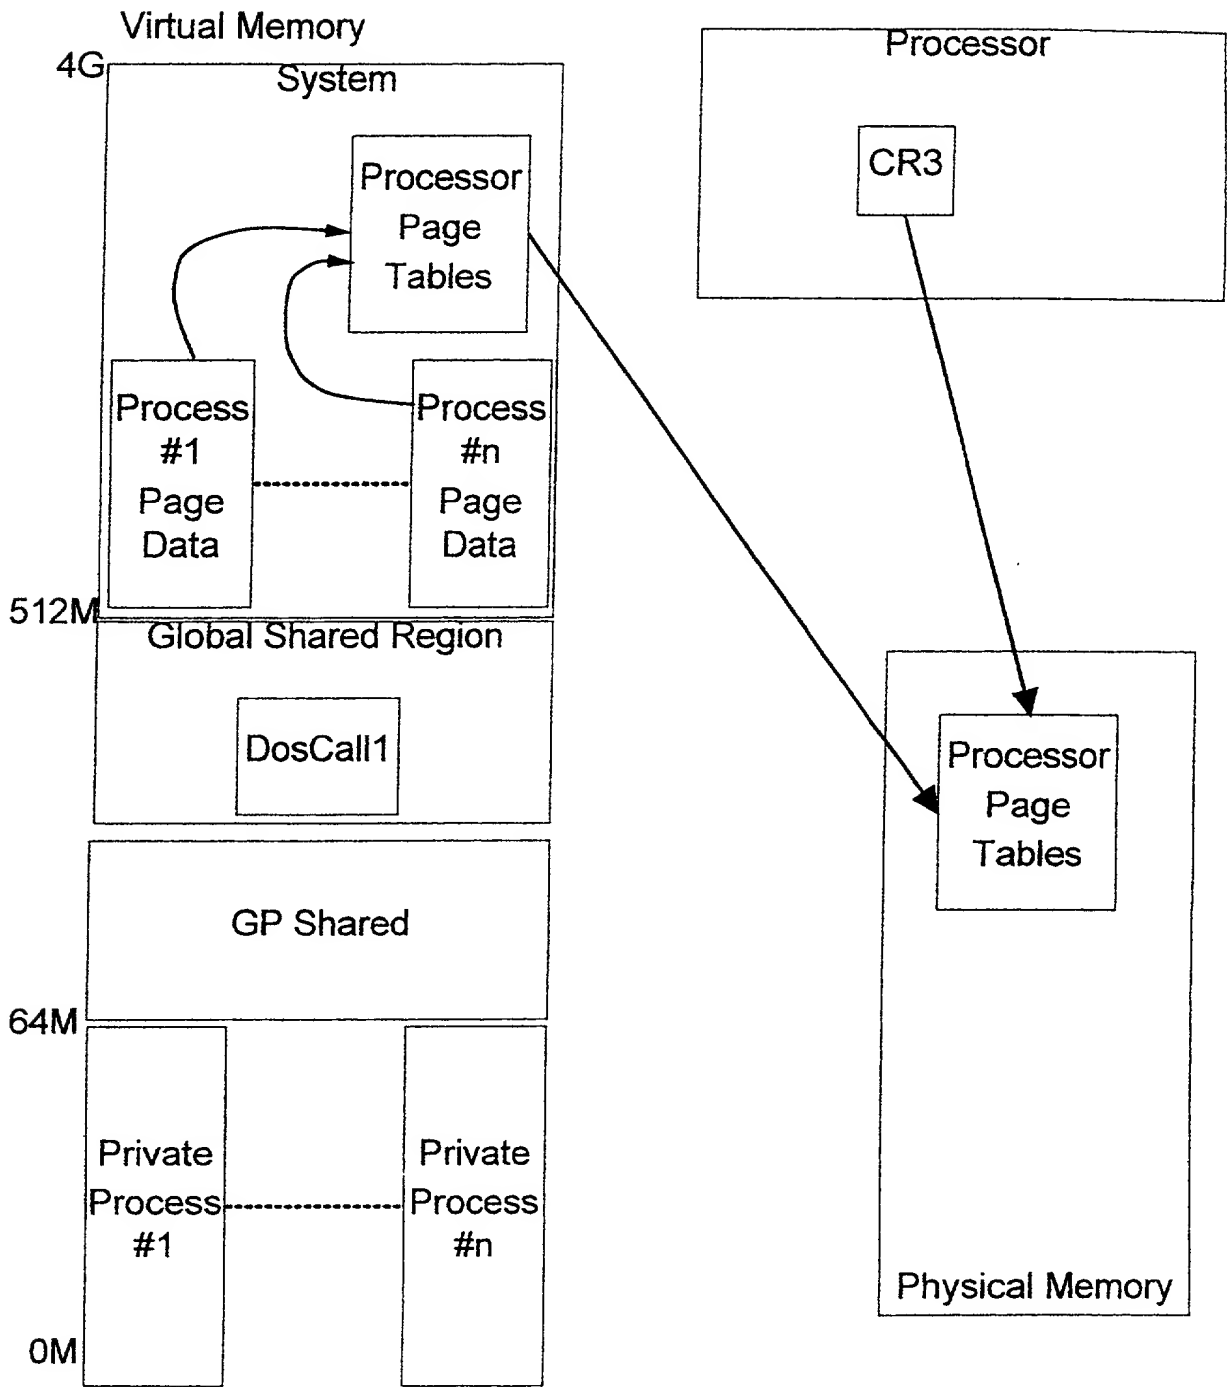 Virtual Memory
4G
System
Processor
Page
Tables
Process
#1
Page
Data
Process
#n
Page
Data
512M
Global Shared Region
DosCall1
GP Shared
64M
Private
Process
#1
Private
Process
#n
0M
Processor
CR3
Processor
Page
Tables
Physical Memory